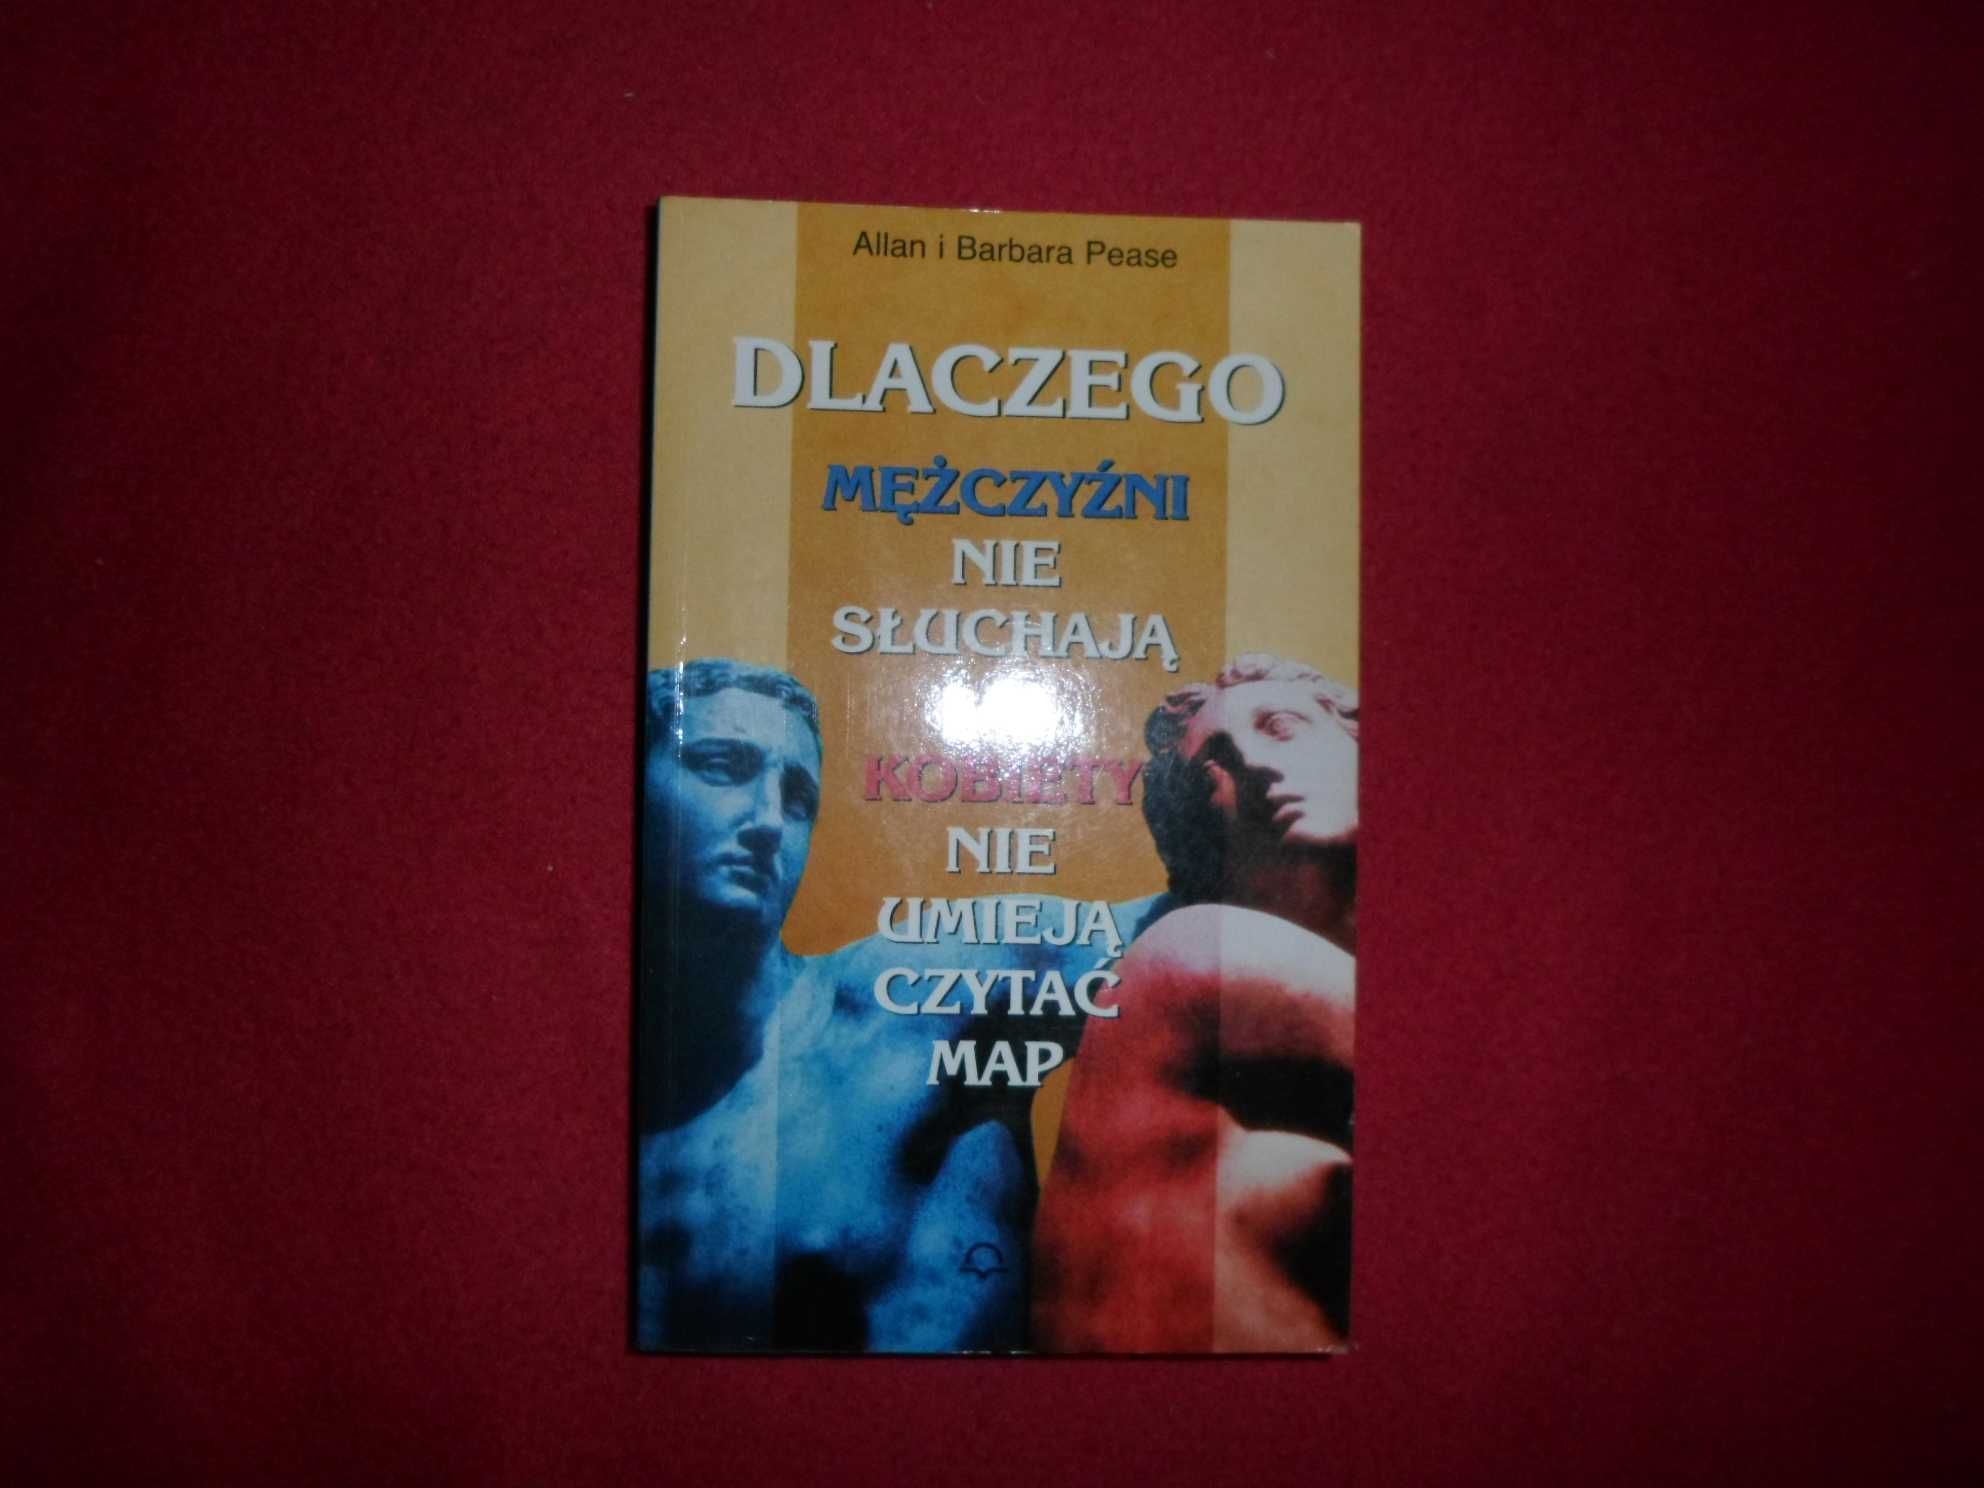 Allan i Barbara Pease
DLACZEGO
MĘŻCZYŹNI
NIE
SŁUCHAJĄ
KOBIETY
NIE
UMIEJĄ
CZYTAĆ
MAP